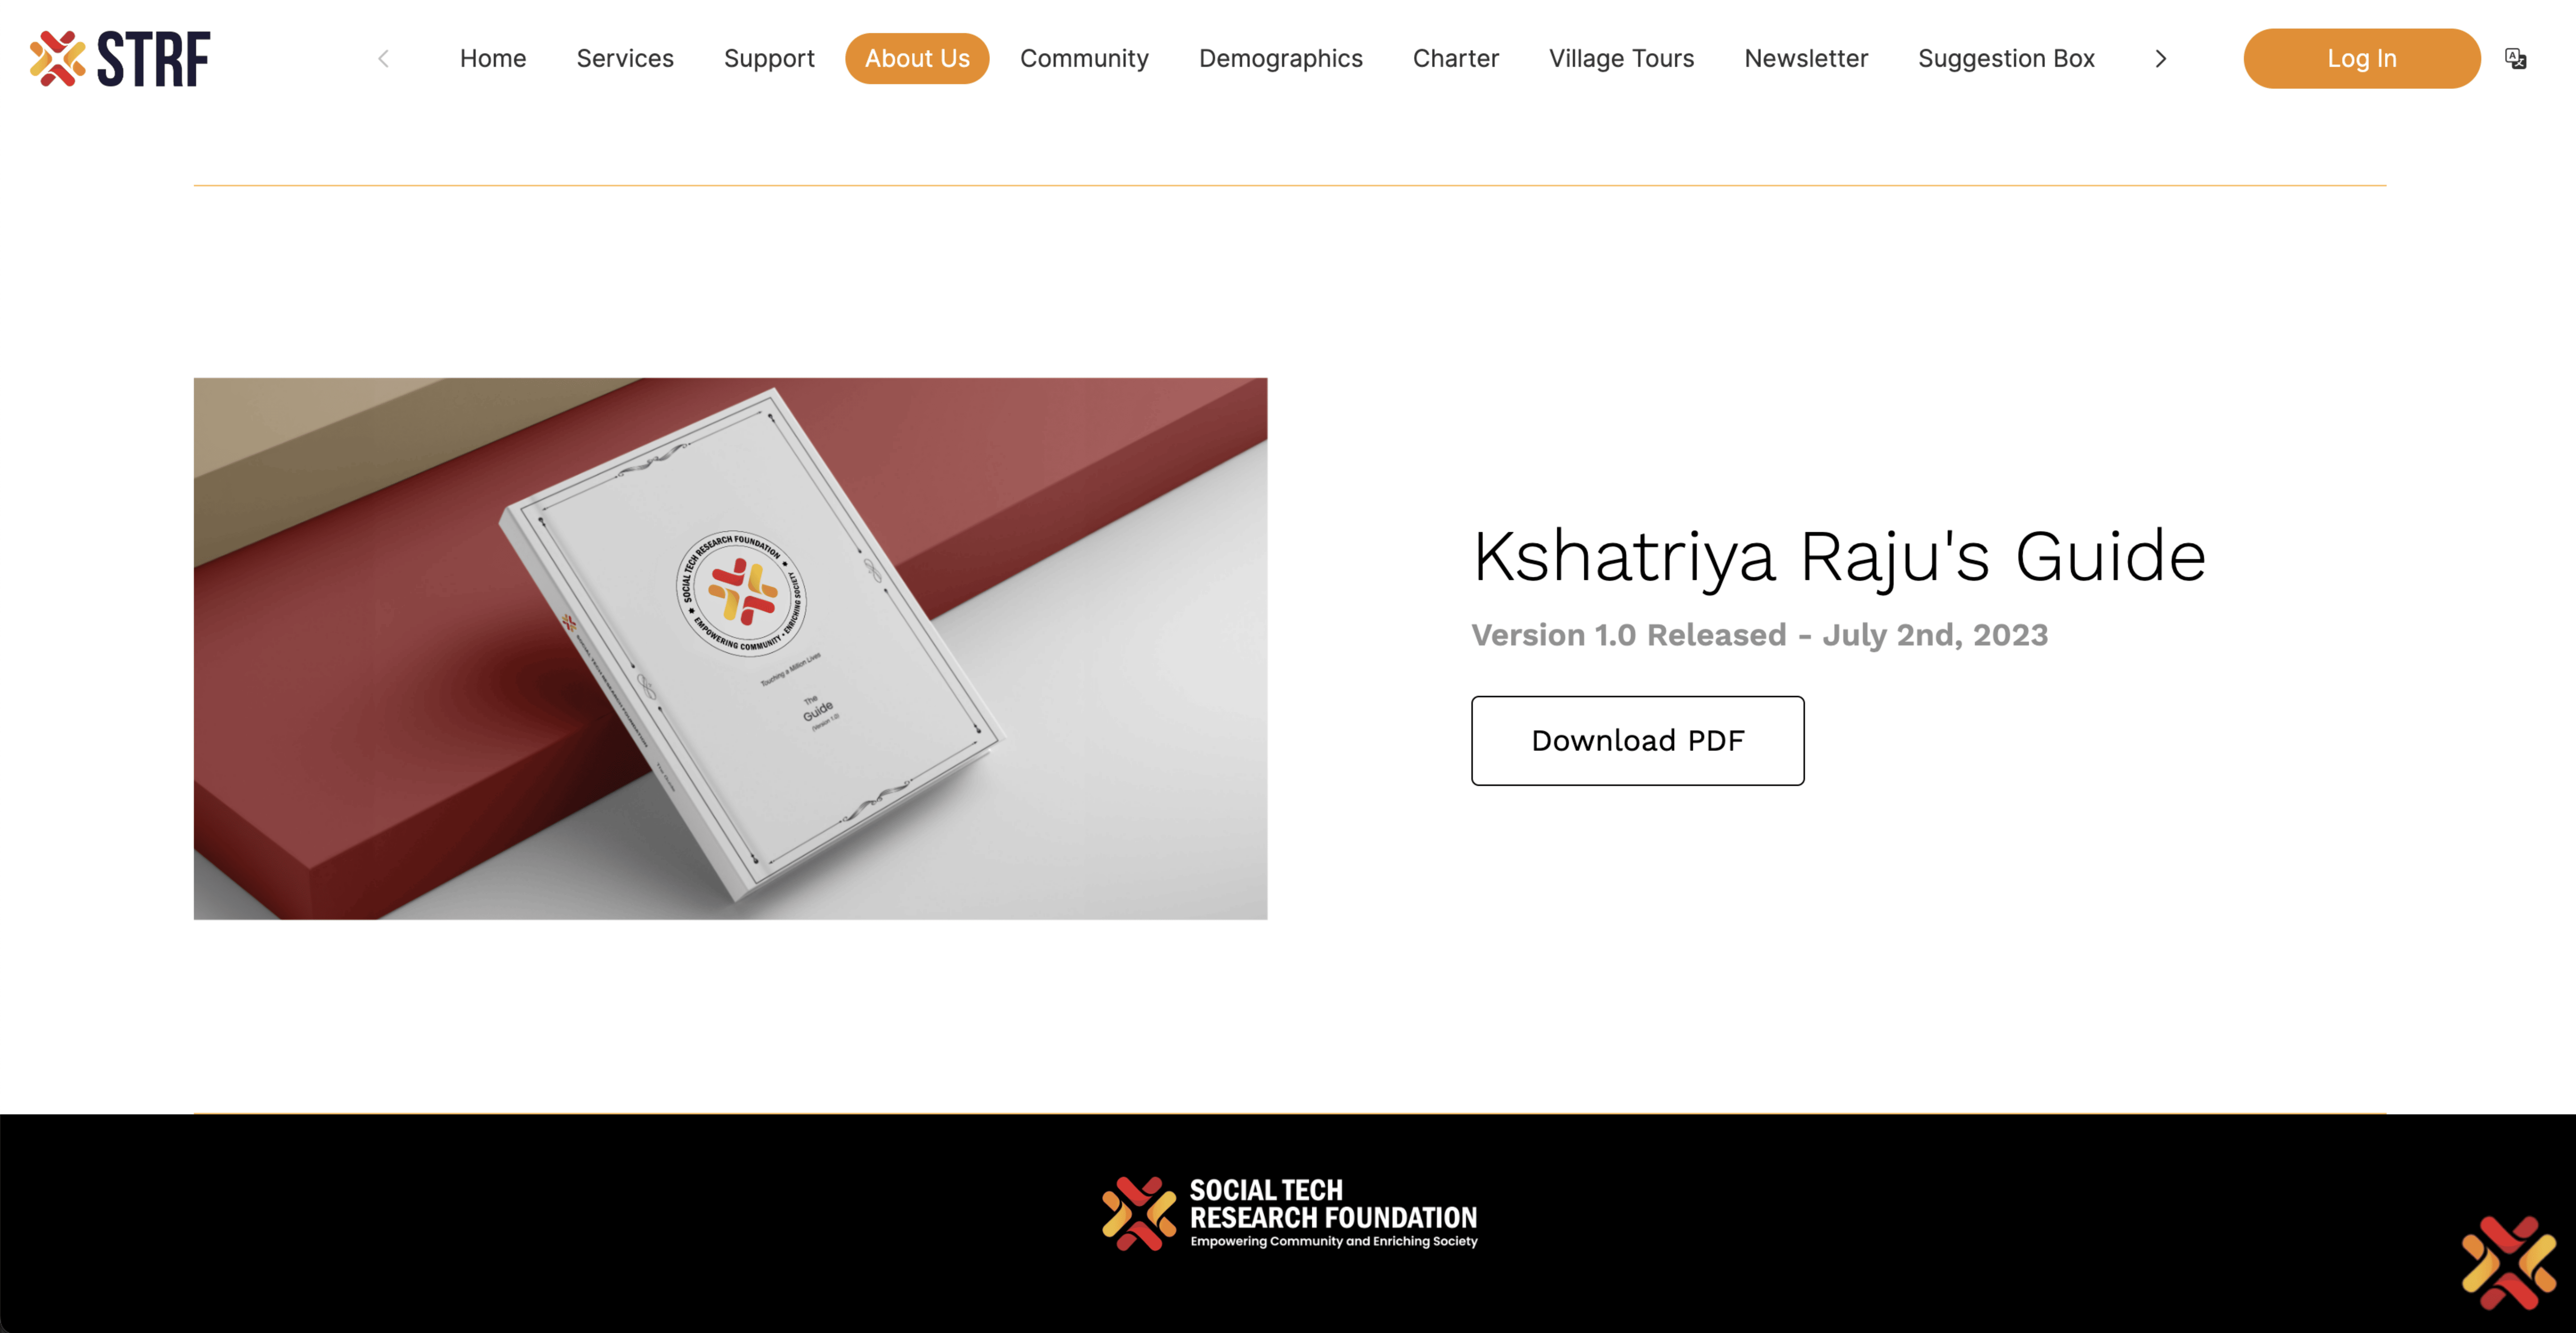 STRF
Home
Services
Support
About Us
Community
Demographics
Charter
Village Tours
Newsletter
Suggestion Box
Log In
SOCIAL TECH RESEARCH FOUNDATION
EMPOWERING COMMUNITY • ENRICHING SOCIETY
Touching a Million Lives
The
Guide
(Version 1.0)
Kshatriya Raju's Guide
Version 1.0 Released - July 2nd, 2023
Download PDF
SOCIAL TECH
RESEARCH FOUNDATION
Empowering Community and Enriching Society